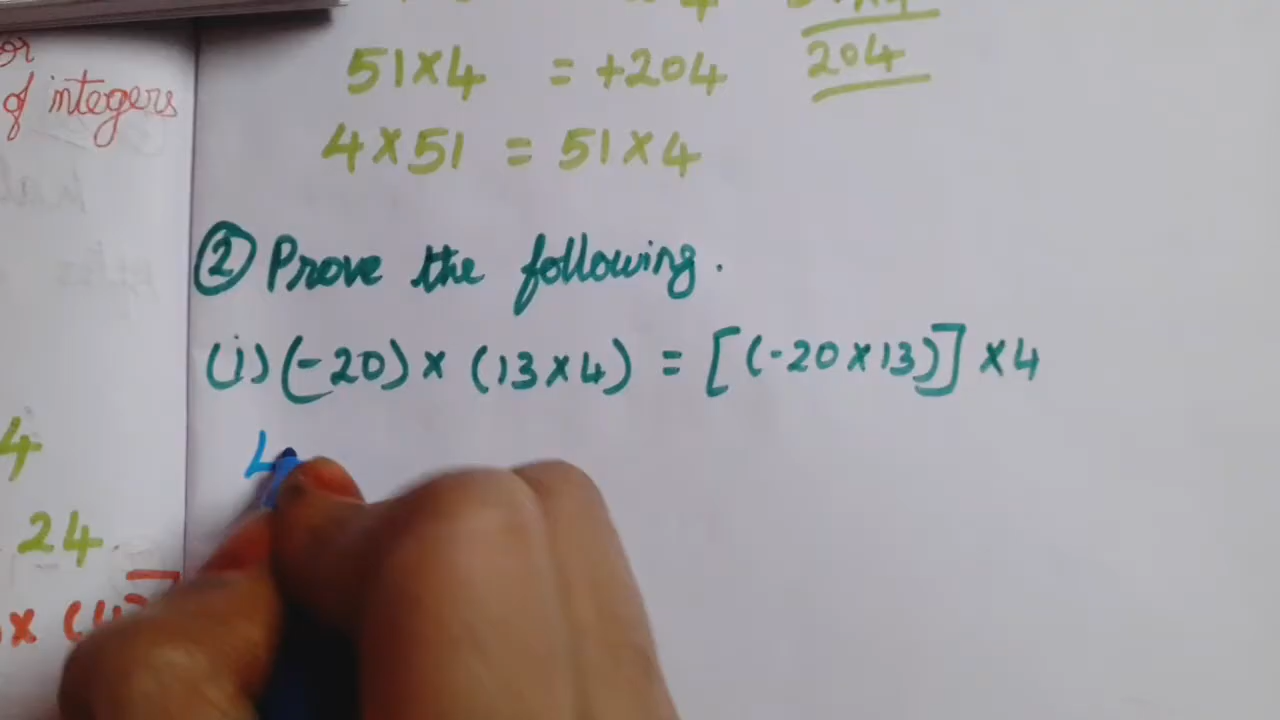 or
of integers
204
51×4 = +204
4×51 = 51×4
② Prove the following.
(i) (-20) × (13×4) = [(-20×13)] ×4
4
24